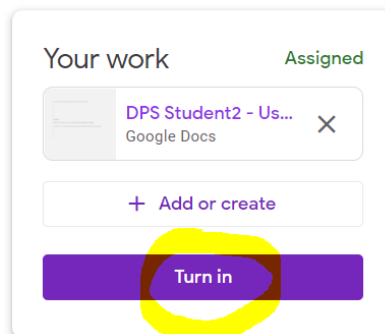 Your work
Assigned
DPS Student2 - Us...
Google Docs
+ Add or create
Turn in